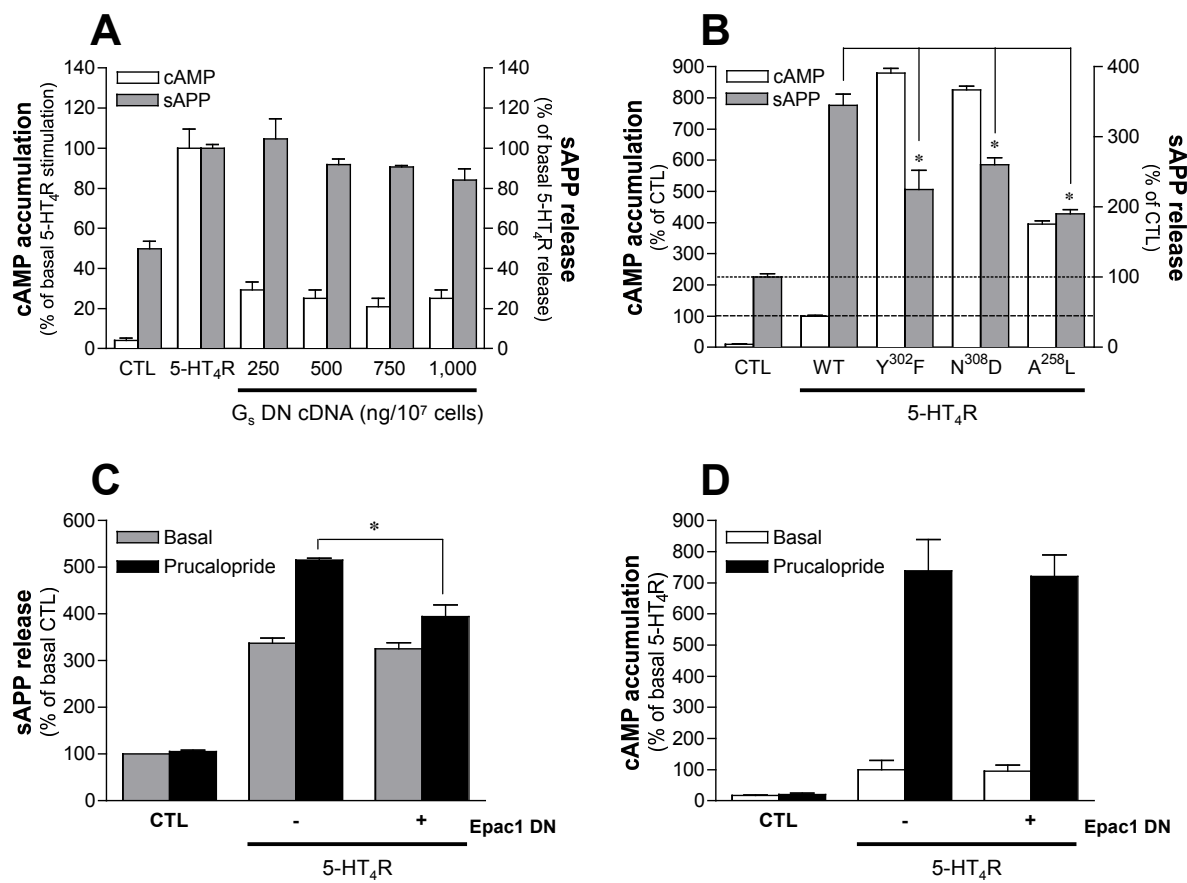 A
cAMP
sAPP
cAMP accumulation
(% of basal 5-HT₄R stimulation)
140
120
100
80
60
40
20
0
140
120
100
80
60
40
20
0
sAPP release
(% of basal 5-HT₄R release)
CTL 5-HT₄R 250 500 750 1,000
Gₛ DN cDNA (ng/10⁷ cells)
B
cAMP
sAPP
cAMP accumulation
(% of CTL)
900
800
700
600
500
400
300
200
100
0
400
300
200
100
0
sAPP release
(% of CTL)
* * *
CTL WT Y³⁰²F N³⁰⁸D A²⁵⁸L
5-HT₄R
C
Basal
Prucalopride
sAPP release
(% of basal CTL)
600
500
400
300
200
100
0
*
CTL - + Epac1 DN
5-HT₄R
D
Basal
Prucalopride
cAMP accumulation
(% of basal 5-HT₄R)
900
800
700
600
500
400
300
200
100
0
CTL - + Epac1 DN
5-HT₄R